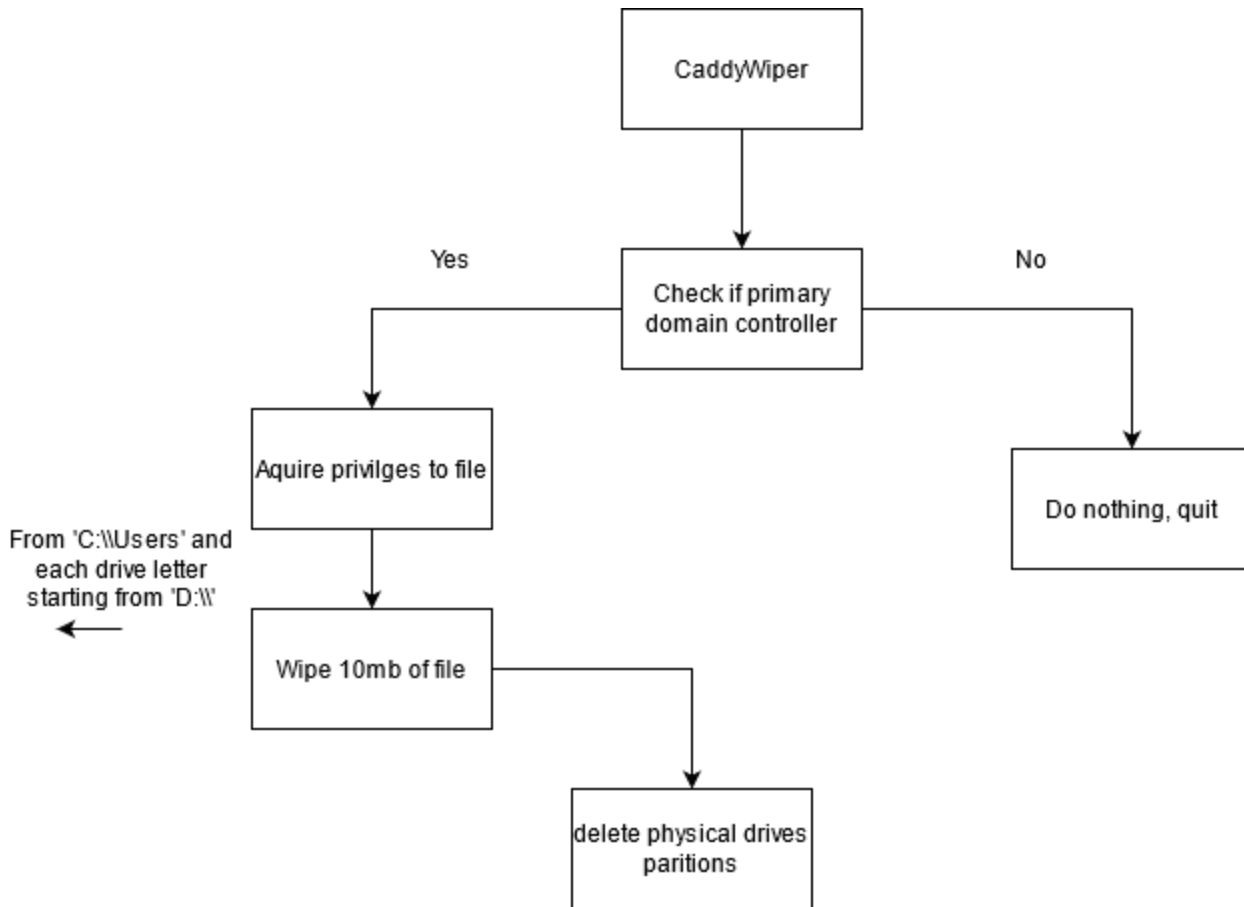 CaddyWiper
Yes
No
Check if primary
domain controller
Aquire privilges to file
Do nothing, quit
From 'C:\\Users' and
each drive letter
starting from 'D:\\'
Wipe 10mb of file
delete physical drives
paritions